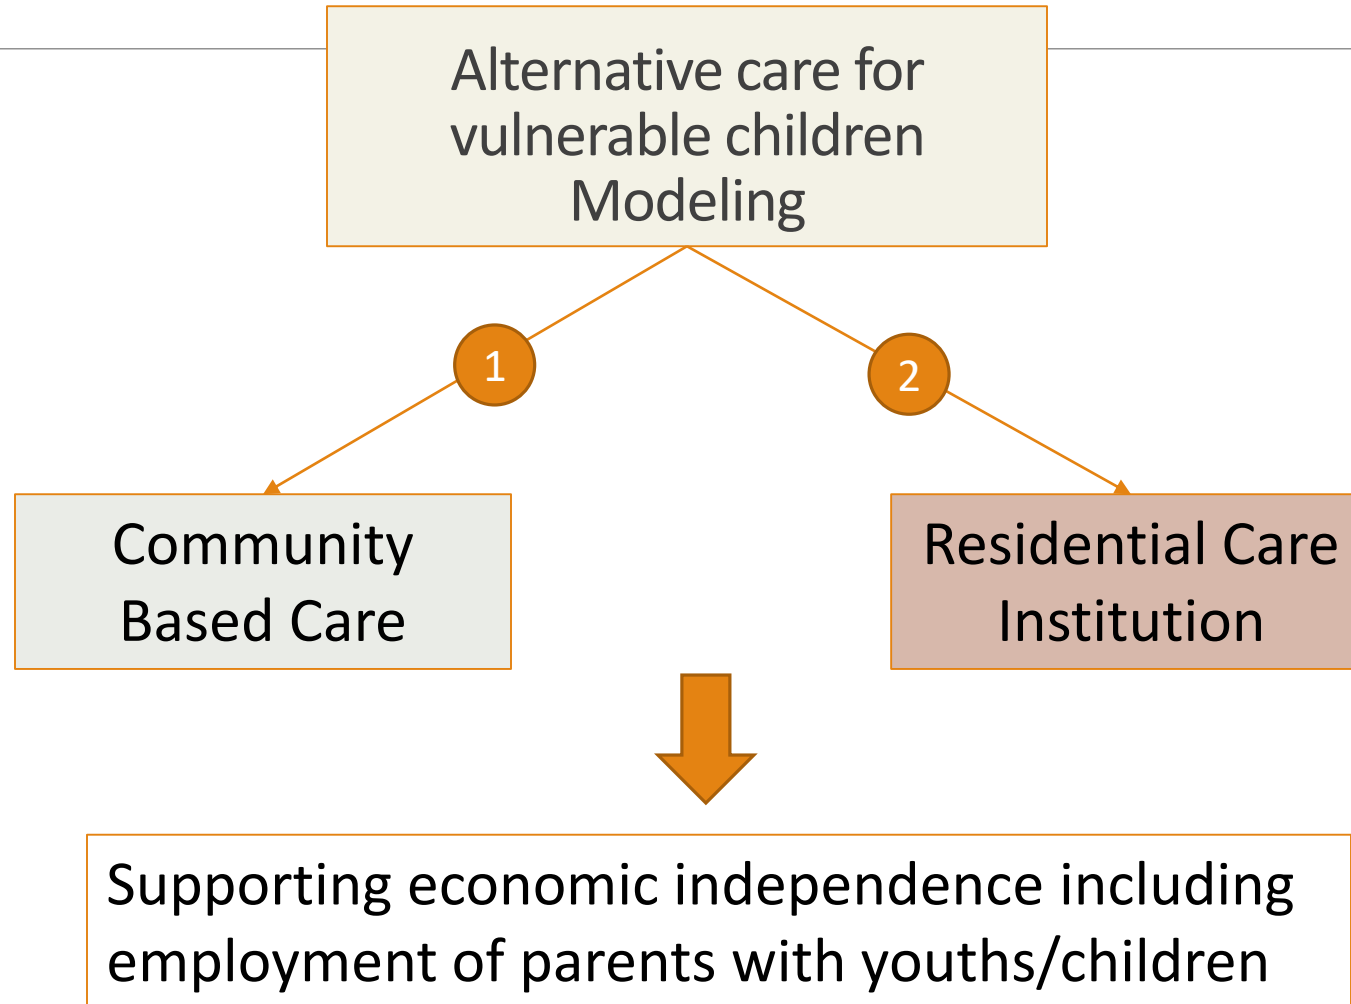 Alternative care for
vulnerable children
Modeling
1
2
Community
Based Care
Residential Care
Institution
Supporting economic independence including
employment of parents with youths/children